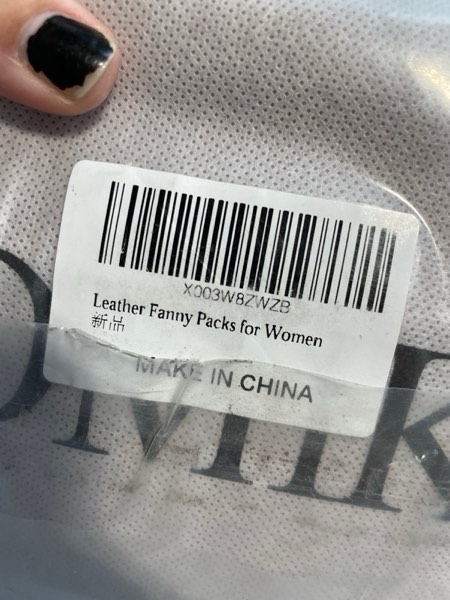 X003W8ZWZB
Leather Fanny Packs for Women
新品
MAKE IN CHINA